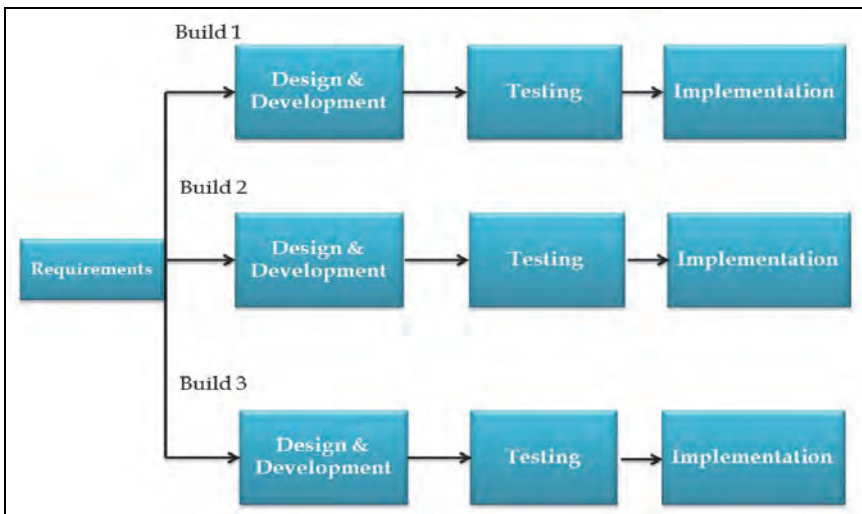 Build 1
Design &
Development
Testing
Implementation
Build 2
Requirements
Design &
Development
Testing
Implementation
Build 3
Design &
Development
Testing
Implementation